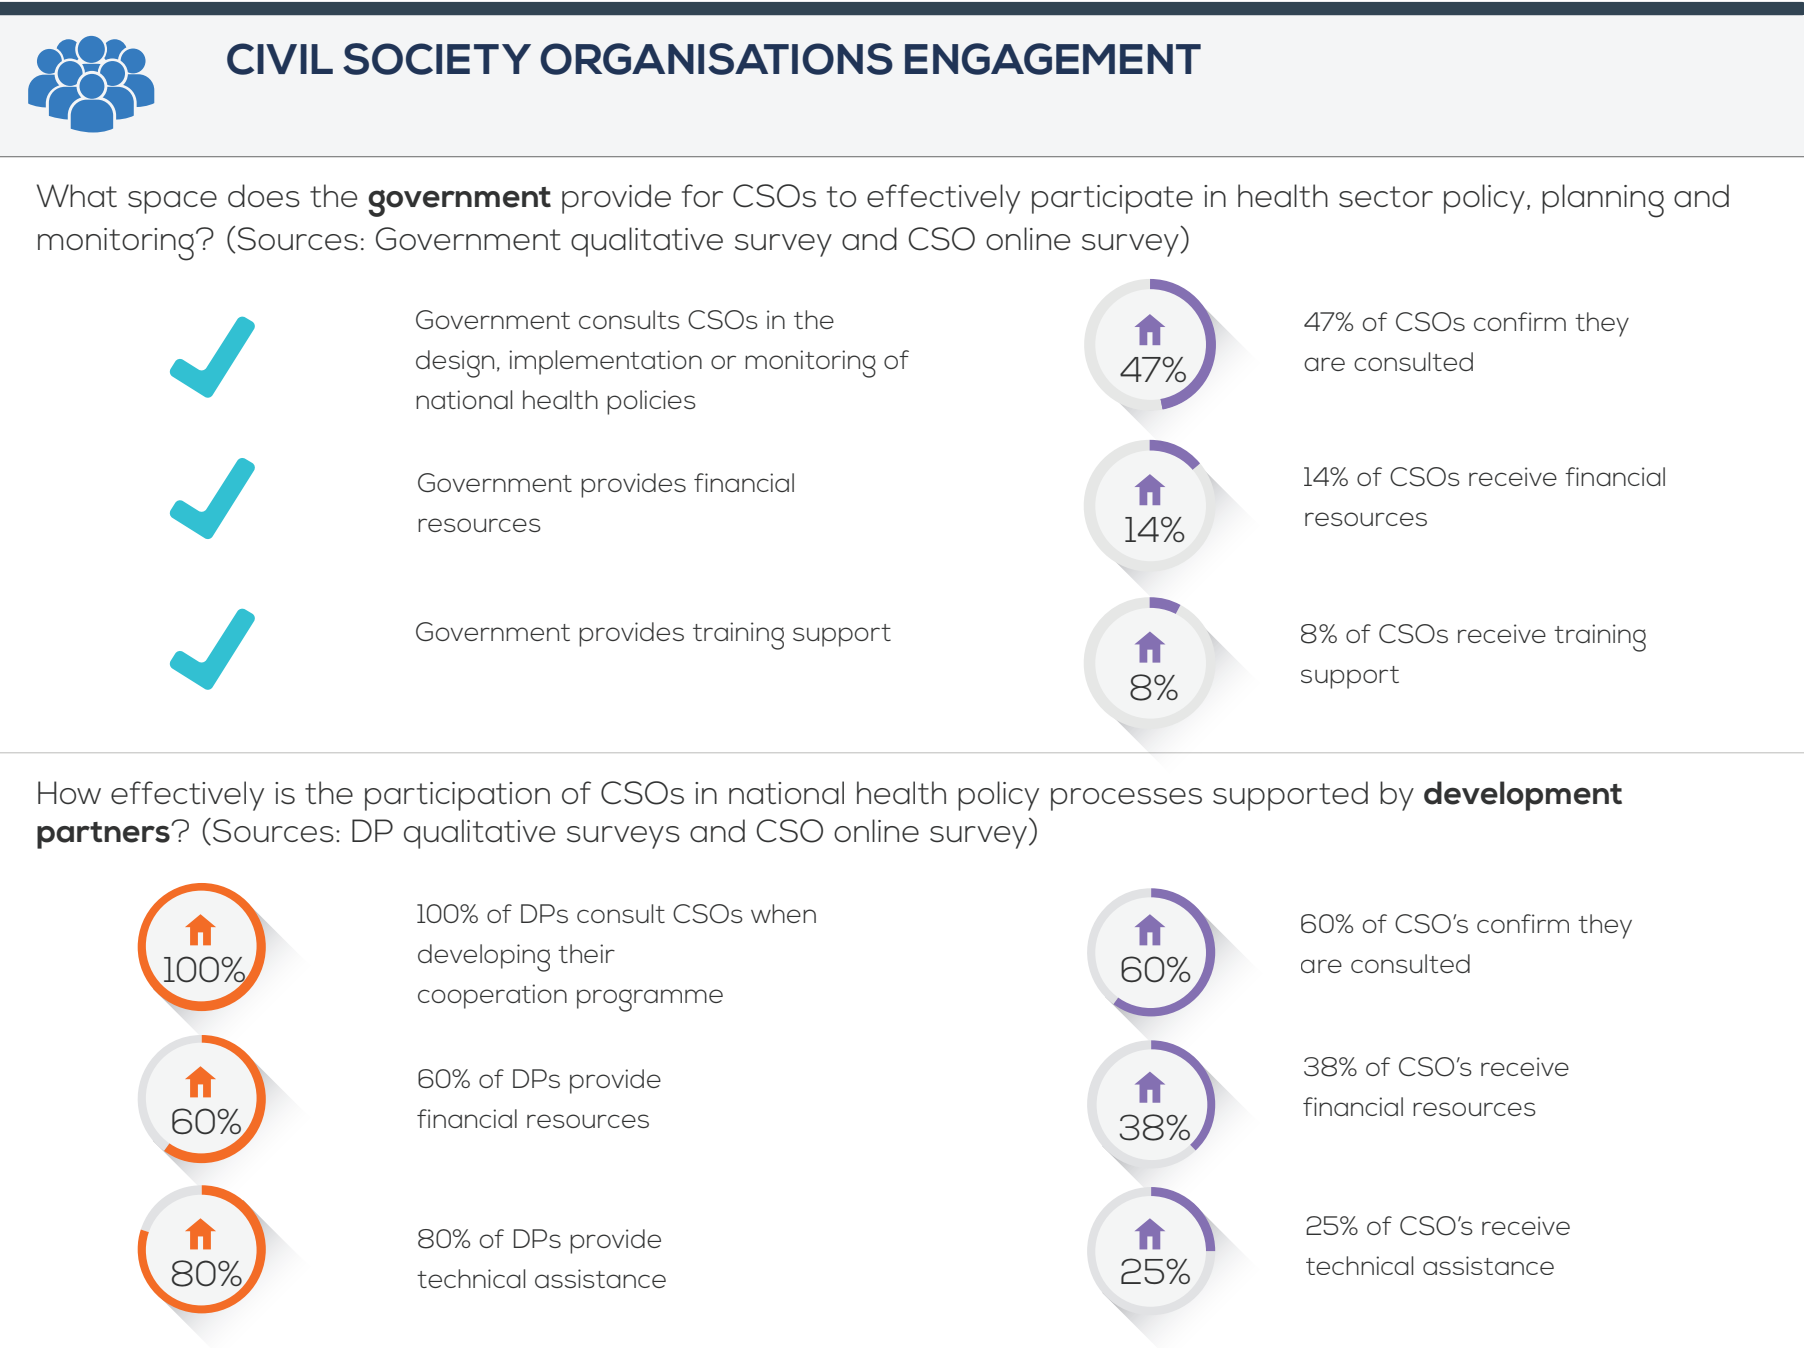 CIVIL SOCIETY ORGANISATIONS ENGAGEMENT
What space does the government provide for CSOs to effectively participate in health sector policy, planning and
monitoring? (Sources: Government qualitative survey and CSO online survey)
Government consults CSOs in the
design, implementation or monitoring of
national health policies
47%
47% of CSOs confirm they
are consulted
Government provides financial
resources
14%
14% of CSOs receive financial
resources
Government provides training support
8%
8% of CSOs receive training
support
How effectively is the participation of CSOs in national health policy processes supported by development
partners? (Sources: DP qualitative surveys and CSO online survey)
100%
100% of DPs consult CSOs when
developing their
cooperation programme
60%
60% of CSO’s confirm they
are consulted
60%
60% of DPs provide
financial resources
38%
38% of CSO’s receive
financial resources
80%
80% of DPs provide
technical assistance
25%
25% of CSO’s receive
technical assistance